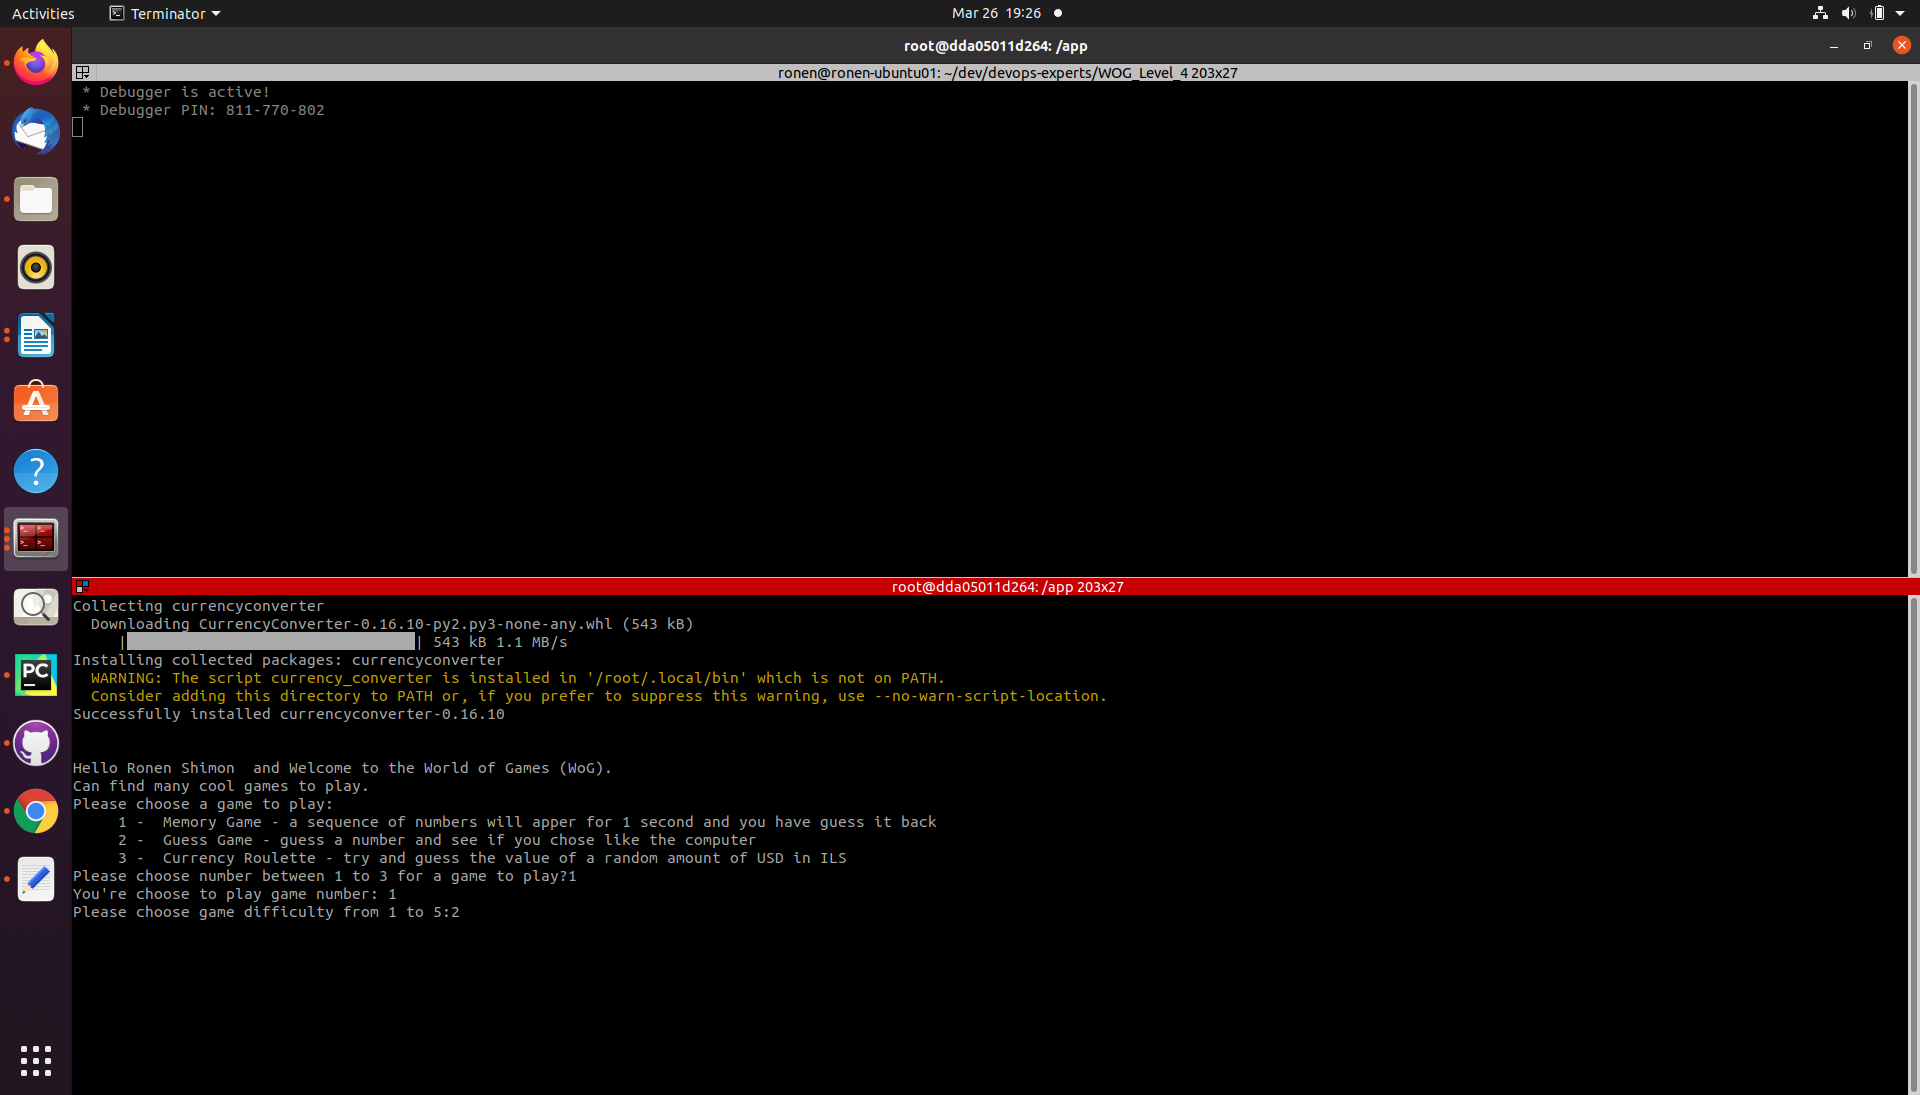 Activities
Terminator
Mar 26 19:26
root@dda05011d264: /app
ronen@ronen-ubuntu01: ~/dev/devops-experts/WOG_Level_4 203x27
* Debugger is active!
* Debugger PIN: 811-770-802
root@dda05011d264: /app 203x27
Collecting currencyconverter
Downloading CurrencyConverter-0.16.10-py2.py3-none-any.whl (543 kB)
| | 543 kB 1.1 MB/s
Installing collected packages: currencyconverter
WARNING: The script currency_converter is installed in '/root/.local/bin' which is not on PATH.
Consider adding this directory to PATH or, if you prefer to suppress this warning, use --no-warn-script-location.
Successfully installed currencyconverter-0.16.10
Hello Ronen Shimon  and Welcome to the World of Games (WoG).
Can find many cool games to play.
Please choose a game to play:
1 -  Memory Game - a sequence of numbers will apper for 1 second and you have guess it back
2 -  Guess Game - guess a number and see if you chose like the computer
3 -  Currency Roulette - try and guess the value of a random amount of USD in ILS
Please choose number between 1 to 3 for a game to play?1
You're choose to play game number: 1
Please choose game difficulty from 1 to 5:2
PC